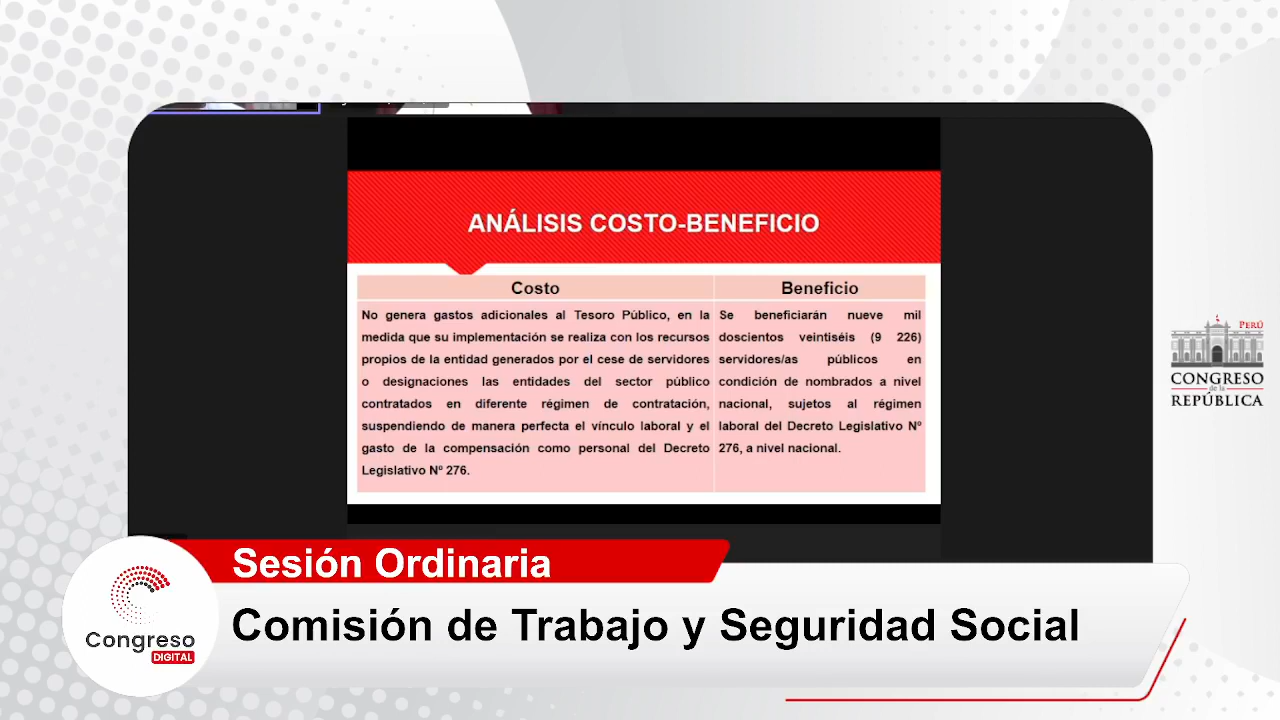 ANÁLISIS COSTO-BENEFICIO
Costo
No genera gastos adicionales al Tesoro Público, en la
medida que su implementación se realiza con los recursos
propios de la entidad generados por el cese de servidores
o designaciones las entidades del sector público
contratados en diferente régimen de contratación,
suspendiendo de manera perfecta el vínculo laboral y el
gasto de la compensación como personal del Decreto
Legislativo Nº 276.
Beneficio
Se beneficiarán nueve mil
doscientos veintiséis (9 226)
servidores/as públicos en
condición de nombrados a nivel
nacional, sujetos al régimen
laboral del Decreto Legislativo Nº
276, a nivel nacional.
PERÚ
CONGRESO
de la
REPÚBLICA
Sesión Ordinaria
Comisión de Trabajo y Seguridad Social
Congreso
DIGITAL